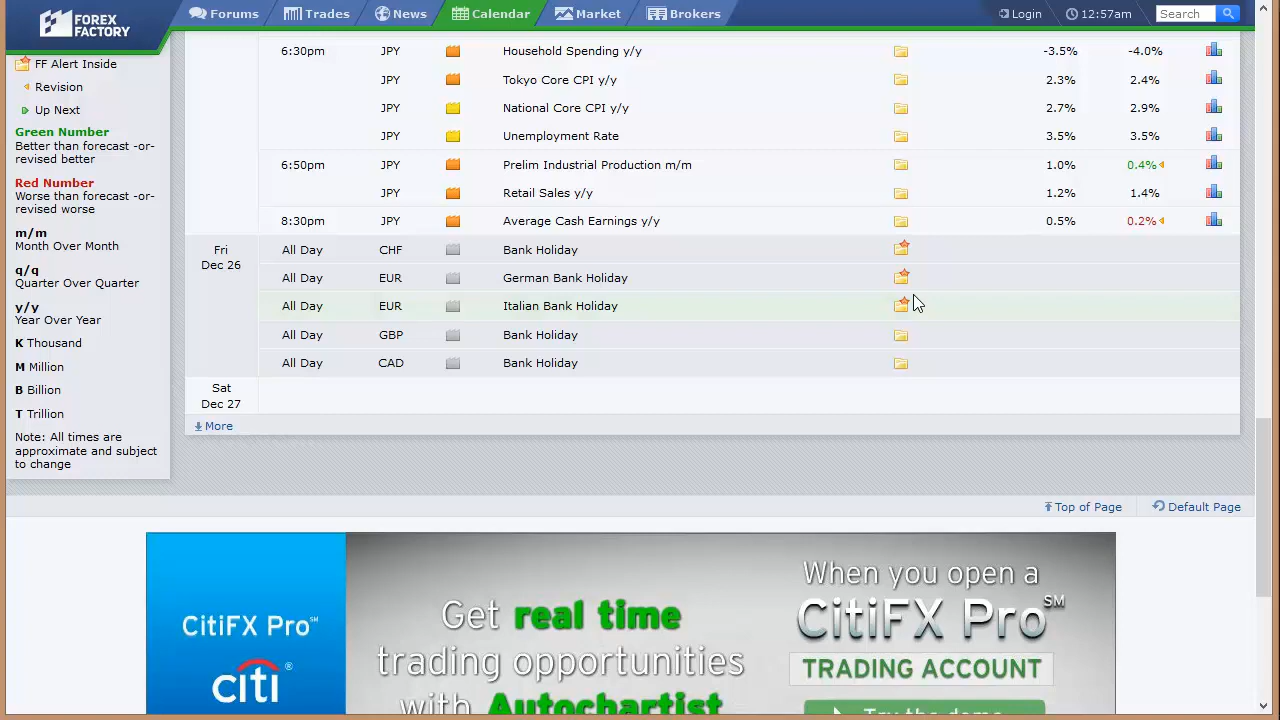 FOREX FACTORY
Forums Trades News Calendar Market Brokers Login 12:57am Search
FF Alert Inside
Revision
Up Next
Green Number
Better than forecast -or-
revised better
Red Number
Worse than forecast -or-
revised worse
m/m
Month Over Month
q/q
Quarter Over Quarter
y/y
Year Over Year
K Thousand
M Million
B Billion
T Trillion
Note: All times are
approximate and subject
to change
6:30pm JPY Household Spending y/y -3.5% -4.0%
JPY Tokyo Core CPI y/y 2.3% 2.4%
JPY National Core CPI y/y 2.7% 2.9%
JPY Unemployment Rate 3.5% 3.5%
6:50pm JPY Prelim Industrial Production m/m 1.0% 0.4%
JPY Retail Sales y/y 1.2% 1.4%
8:30pm JPY Average Cash Earnings y/y 0.5% 0.2%
Fri
Dec 26
All Day CHF Bank Holiday
All Day EUR German Bank Holiday
All Day EUR Italian Bank Holiday
All Day GBP Bank Holiday
All Day CAD Bank Holiday
Sat
Dec 27
More
Top of Page Default Page
CitiFX Pro℠
citi®
Get real time
trading opportunities
with Autochartist
When you open a
CitiFX Pro℠
TRADING ACCOUNT
Try the demo